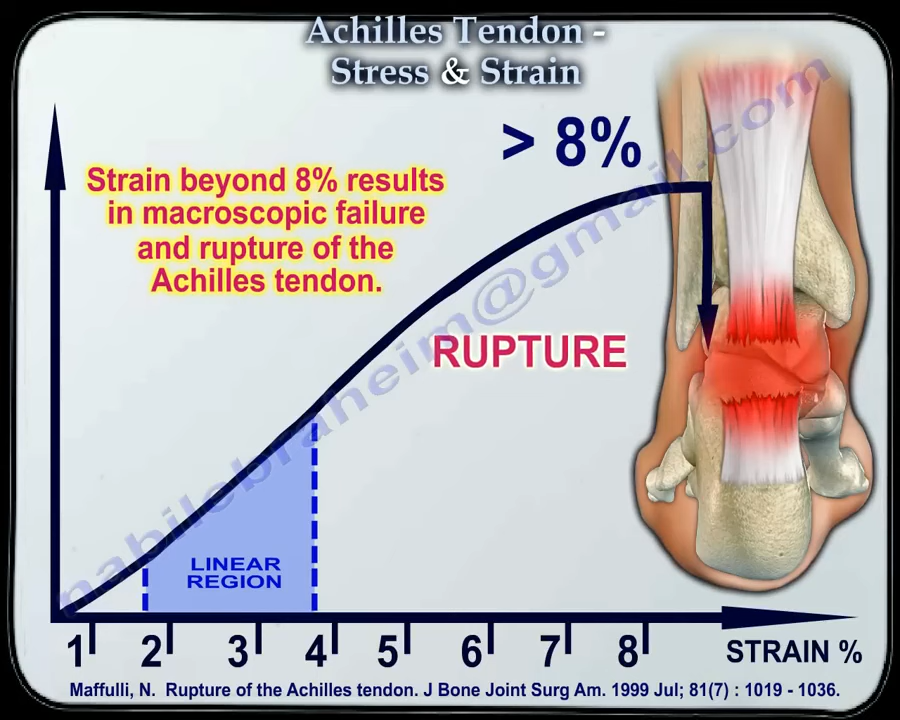 Achilles Tendon -
Stress & Strain
> 8%
Strain beyond 8% results
in macroscopic failure
and rupture of the
Achilles tendon.
RUPTURE
nabilebraheim@gmail.com
LINEAR
REGION
1 2 3 4 5 6 7 8 STRAIN %
Maffulli, N. Rupture of the Achilles tendon. J Bone Joint Surg Am. 1999 Jul; 81(7) : 1019 - 1036.